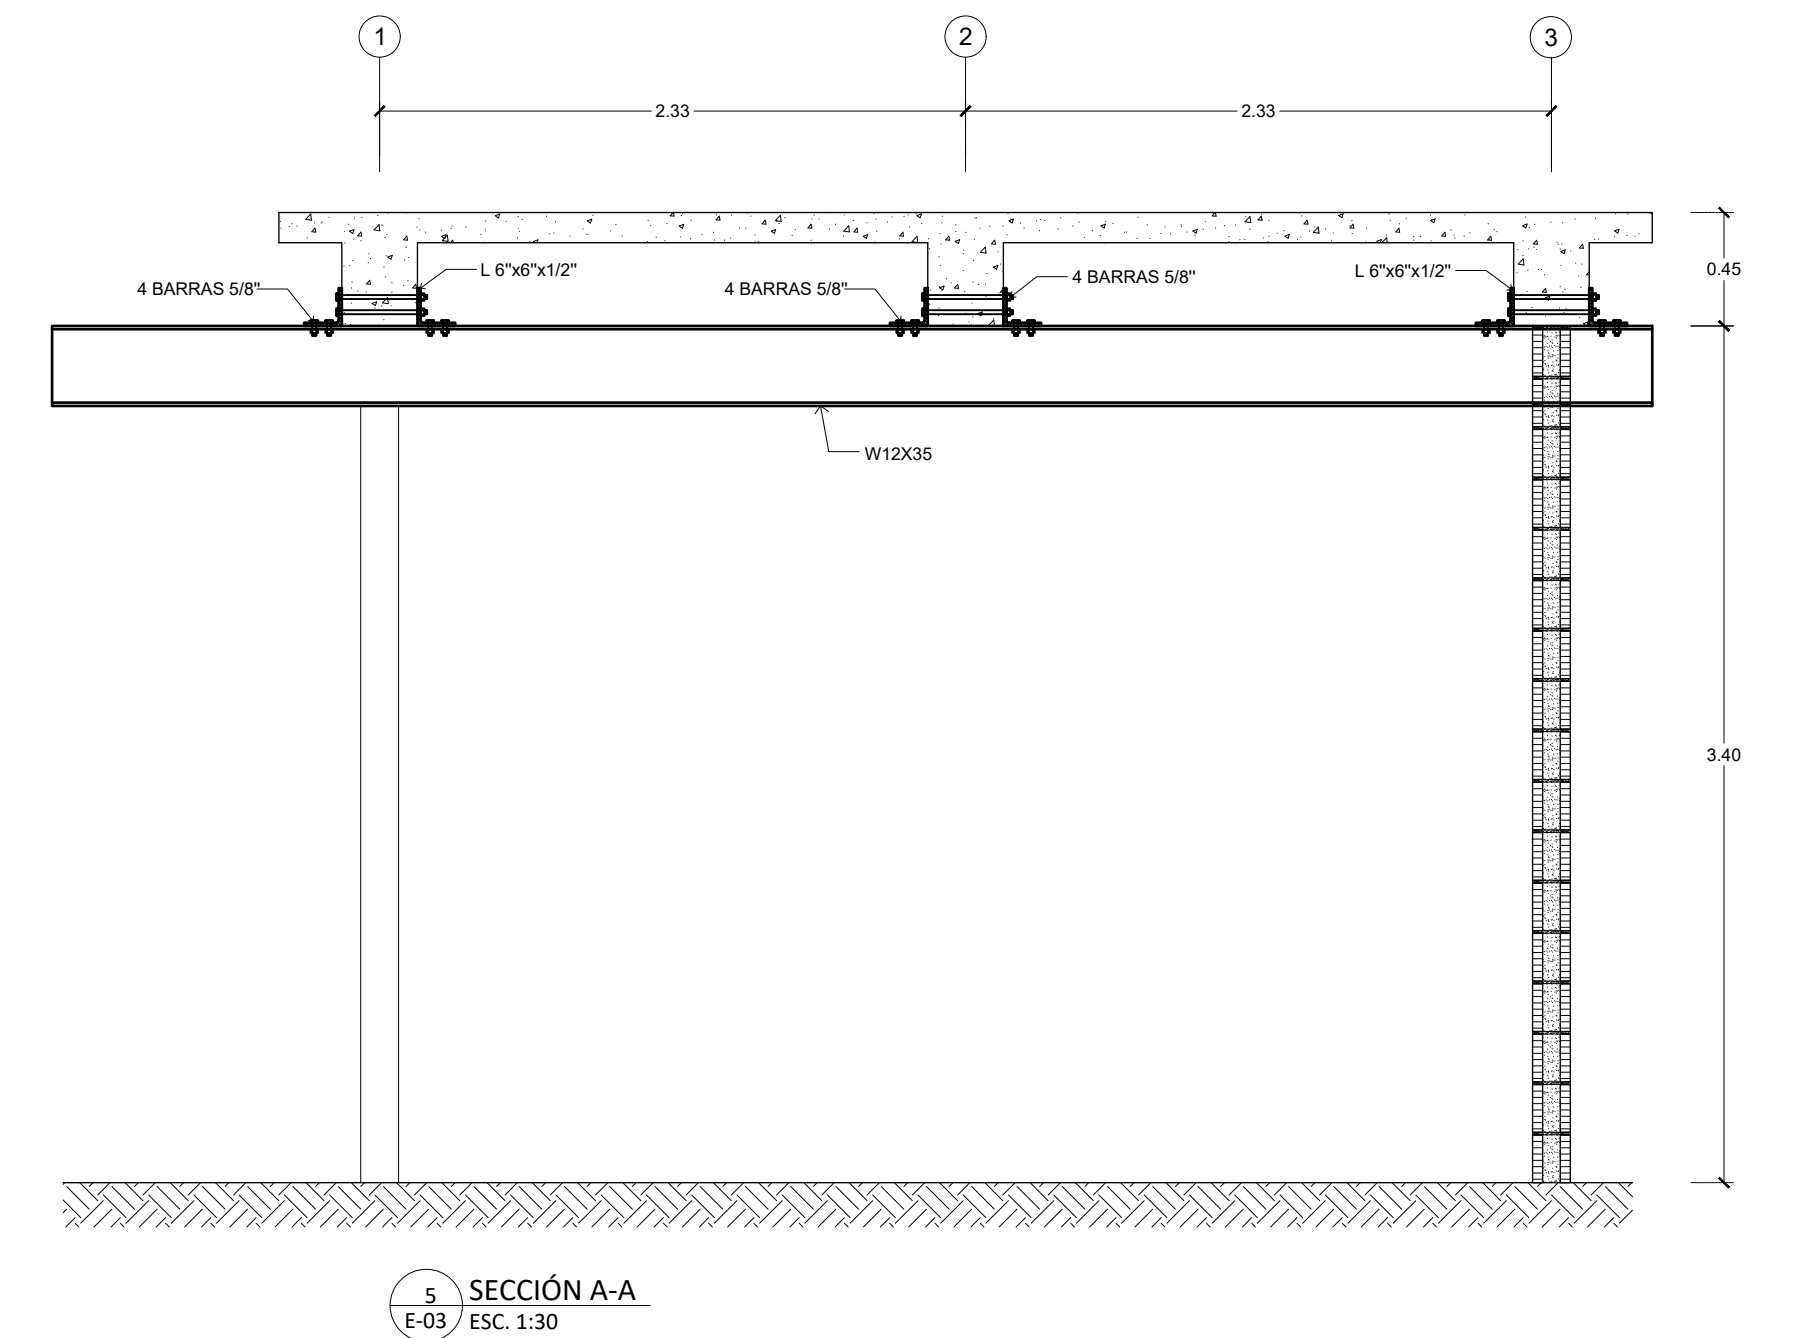 1
2
3
2.33
2.33
L 6"x6"x1/2"
4 BARRAS 5/8"
4 BARRAS 5/8"
4 BARRAS 5/8"
L 6"x6"x1/2"
0.45
W12X35
3.40
5
E-03
SECCIÓN A-A
ESC. 1:30